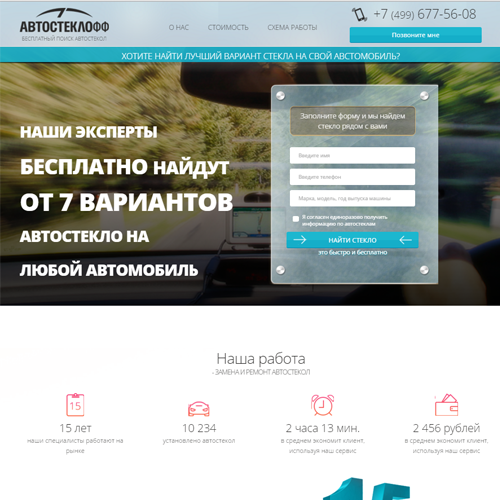 АВТОСТЕКЛОФФ
БЕСПЛАТНЫЙ ПОИСК АВТОСТЕКОЛ
О НАС
СТОИМОСТЬ
СХЕМА РАБОТЫ
+7 (499) 677-56-08
Позвоните мне
ХОТИТЕ НАЙТИ ЛУЧШИЙ ВАРИАНТ СТЕКЛА НА СВОЙ АВСТОМОБИЛЬ?
НАШИ ЭКСПЕРТЫ
БЕСПЛАТНО НАЙДУТ
ОТ 7 ВАРИАНТОВ
АВТОСТЕКЛО НА
ЛЮБОЙ АВТОМОБИЛЬ
Заполните форму и мы найдем
стекло рядом с вами
Введите имя
Введите телефон
Марка, модель, год выпуска машины
Я согласен единоразово получить
информацию по автостеклам
НАЙТИ СТЕКЛО
это быстро и бесплатно
Наша работа
- ЗАМЕНА И РЕМОНТ АВТОСТЕКОЛ
15
15 лет
наши специалисты работают на
рынке
10 234
установлено автостекол
2 часа 13 мин.
в среднем экономит клиент,
используя наш сервис
2 456 рублей
в среднем экономит клиент,
используя наш сервис
15